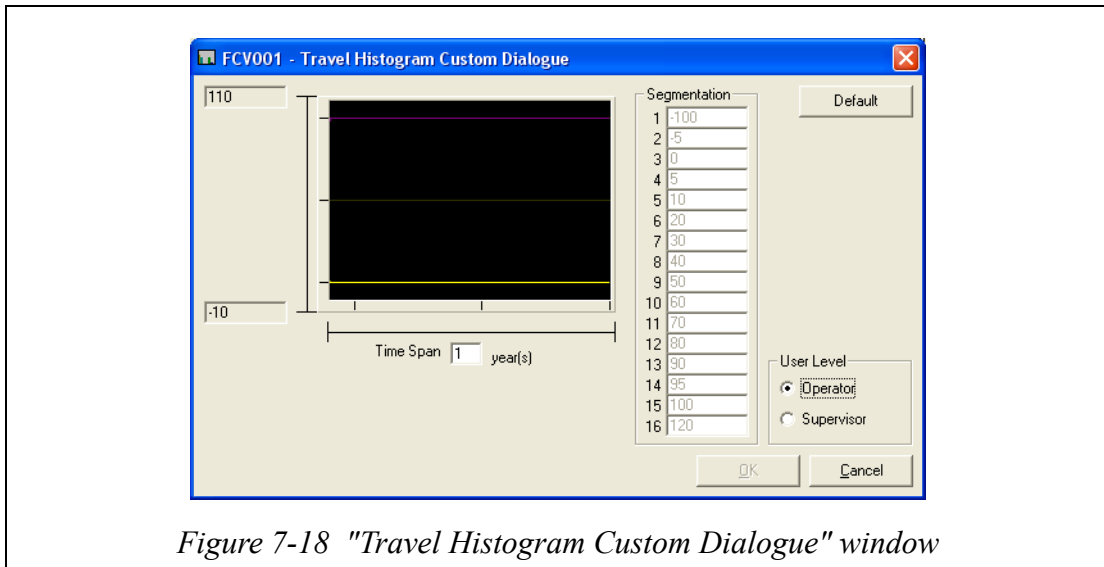 FCV001 - Travel Histogram Custom Dialogue
110
-10
Time Span 1 year(s)
Segmentation
1 -100
2 -5
3 0
4 5
5 10
6 20
7 30
8 40
9 50
10 60
11 70
12 80
13 90
14 95
15 100
16 120
Default
User Level
Operator
Supervisor
OK
Cancel
Figure 7-18 "Travel Histogram Custom Dialogue" window